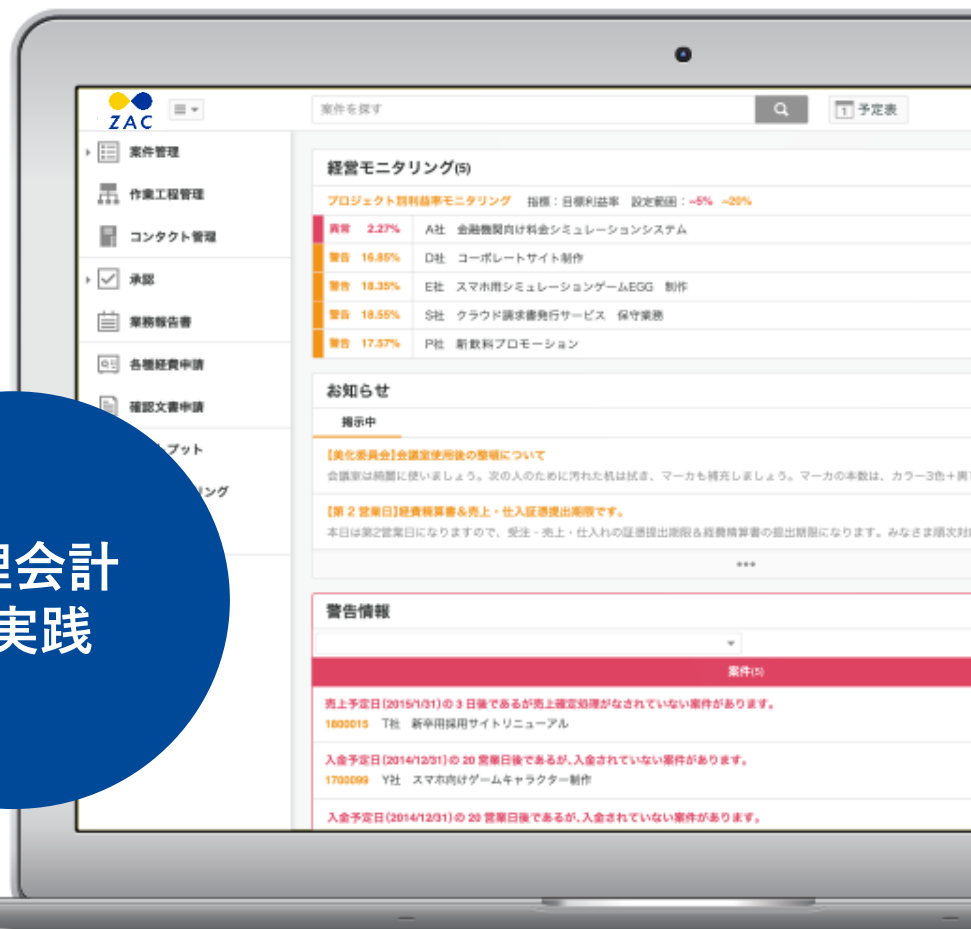 ZAC
案件を探す
1 予定表
案件管理
作業工程管理
コンタクト管理
承認
業務報告書
各種経費申請
確認文書申請
プット
リング
理会計
実践
経営モニタリング(5)
プロジェクト別利益率モニタリング 指標：目標利益率 設定範囲：~5% ~20%
異常 2.27% A社 金融機関向け料金シミュレーションシステム
警告 16.85% D社 コーポレートサイト制作
警告 18.35% E社 スマホ用シミュレーションゲームEGG 制作
警告 18.55% S社 クラウド請求書発行サービス 保守業務
警告 17.57% P社 新飲料プロモーション
お知らせ
掲示中
【美化委員会】会議室使用後の整頓について
会議室は綺麗に使いましょう。次の人のために汚れた机は拭き、マーカも補充しましょう。マーカの本数は、カラー3色＋黒
【第2営業日】経費精算書＆売上・仕入証憑提出期限です。
本日は第2営業日になりますので、受注・売上・仕入れの証憑提出期限＆経費精算書の提出期限になります。みなさま順次対
警告情報
案件(5)
売上予定日(2015/1/31)の3日後であるが売上確定処理がなされていない案件があります。
1800015 T社 新卒用採用サイトリニューアル
入金予定日(2014/12/31)の20営業日後であるが、入金されていない案件があります。
1700099 Y社 スマホ向けゲームキャラクター制作
入金予定日(2014/12/31)の20営業日後であるが、入金されていない案件があります。